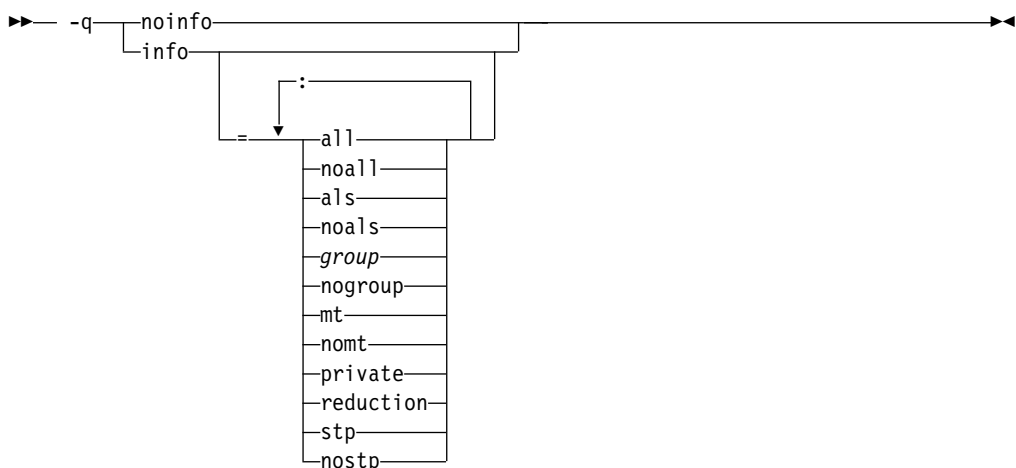 -q noinfo
info
:
= all
noall
als
noals
group
nogroup
mt
nomt
private
reduction
stp
nostp